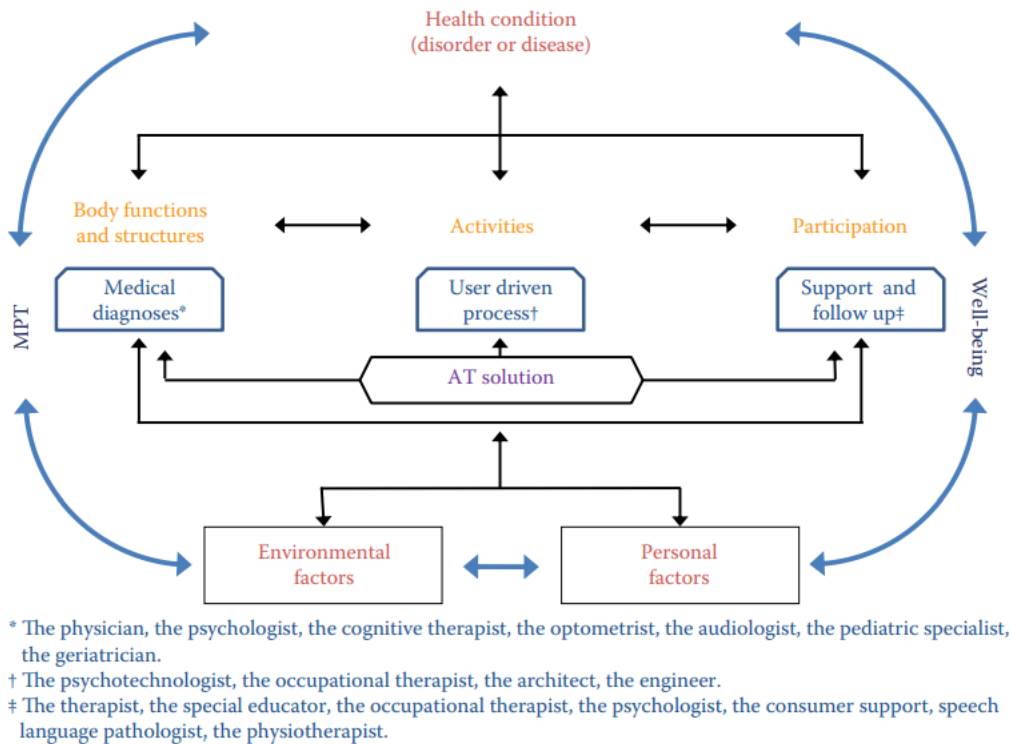 Health condition
(disorder or disease)
Body functions
and structures
Activities
Participation
Medical
diagnoses*
User driven
process†
Support and
follow up‡
MPT
Well-being
AT solution
Environmental
factors
Personal
factors
* The physician, the psychologist, the cognitive therapist, the optometrist, the audiologist, the pediatric specialist,
the geriatrician.
† The psychotechnologist, the occupational therapist, the architect, the engineer.
‡ The therapist, the special educator, the occupational therapist, the psychologist, the consumer support, speech
language pathologist, the physiotherapist.